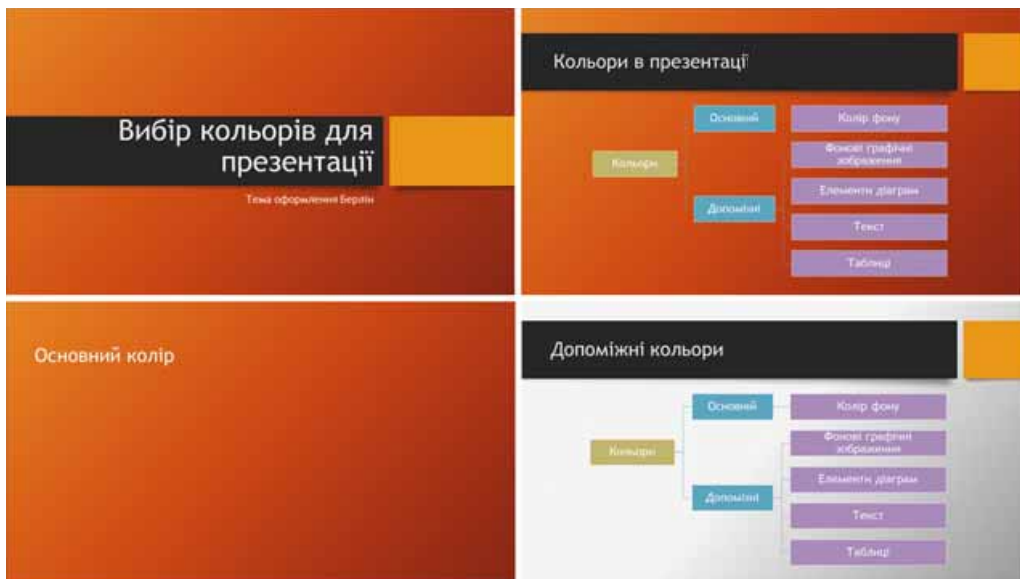 Вибір кольорів для
презентації
Тема оформлення Берлін
Кольори в презентації
Кольори
Основний
Допоміжні
Колір фону
Фонові графічні
зображення
Елементи діаграм
Текст
Таблиці
Основний колір
Допоміжні кольори
Кольори
Основний
Допоміжні
Колір фону
Фонові графічні
зображення
Елементи діаграм
Текст
Таблиці